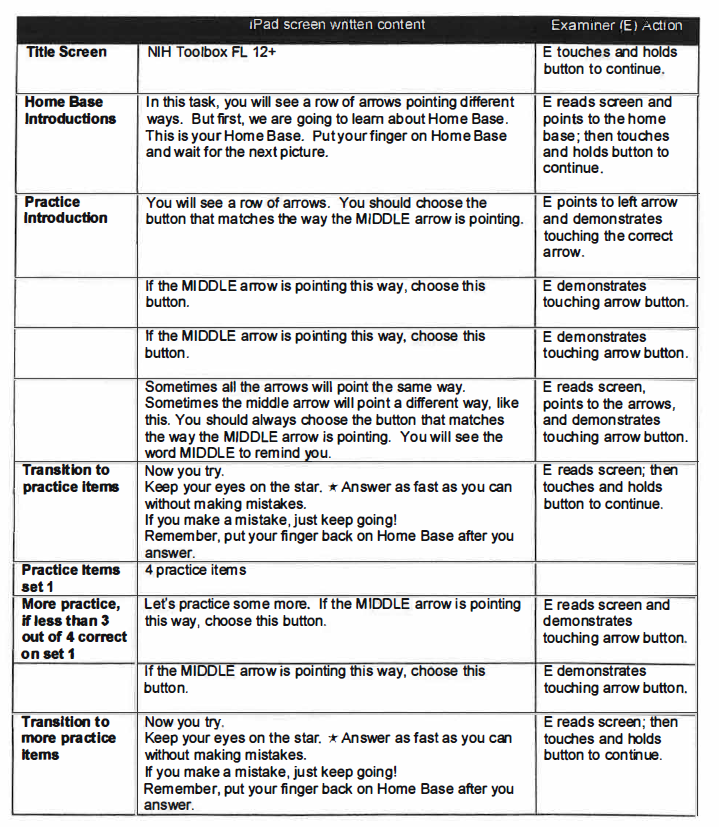 iPad screen written content
Examiner (E) Action
Title Screen
NIH Toolbox FL 12+
E touches and holds
button to continue.
Home Base
Introductions
In this task, you will see a row of arrows pointing different
ways. But first, we are going to learn about Home Base.
This is your Home Base. Put your finger on Home Base
and wait for the next picture.
E reads screen and
points to the home
base; then touches
and holds button to
continue.
Practice
Introduction
You will see a row of arrows. You should choose the
button that matches the way the MIDDLE arrow is pointing.
E points to left arrow
and demonstrates
touching the correct
arrow.
If the MIDDLE arrow is pointing this way, choose this
button.
E demonstrates
touching arrow button.
If the MIDDLE arrow is pointing this way, choose this
button.
E demonstrates
touching arrow button.
Sometimes all the arrows will point the same way.
Sometimes the middle arrow will point a different way, like
this. You should always choose the button that matches
the way the MIDDLE arrow is pointing. You will see the
word MIDDLE to remind you.
E reads screen,
points to the arrows,
and demonstrates
touching arrow button.
Transition to
practice items
Now you try.
Keep your eyes on the star. ★ Answer as fast as you can
without making mistakes.
If you make a mistake, just keep going!
Remember, put your finger back on Home Base after you
answer.
E reads screen; then
touches and holds
button to continue.
Practice Items
set 1
4 practice items
More practice,
if less than 3
out of 4 correct
on set 1
Let's practice some more. If the MIDDLE arrow is pointing
this way, choose this button.
E reads screen and
demonstrates
touching arrow button.
If the MIDDLE arrow is pointing this way, choose this
button.
E demonstrates
touching arrow button.
Transition to
more practice
items
Now you try.
Keep your eyes on the star. ★ Answer as fast as you can
without making mistakes.
If you make a mistake, just keep going!
Remember, put your finger back on Home Base after you
answer.
E reads screen; then
touches and holds
button to continue.